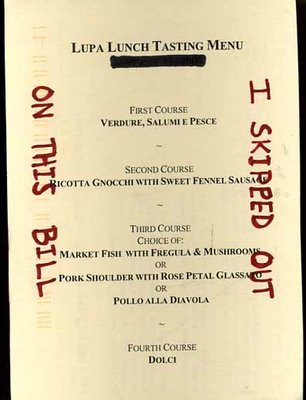 LUPA LUNCH TASTING MENU
FIRST COURSE
VERDURE, SALUMI E PESCE
~
SECOND COURSE
RICOTTA GNOCCHI WITH SWEET FENNEL SAUSAGE
~
THIRD COURSE
CHOICE OF:
MARKET FISH WITH FREGULA & MUSHROOMS
OR
PORK SHOULDER WITH ROSE PETAL GLASSATO
OR
POLLO ALLA DIAVOLA
~
FOURTH COURSE
DOLCI
I SKIPPED OUT
ON THIS BILL